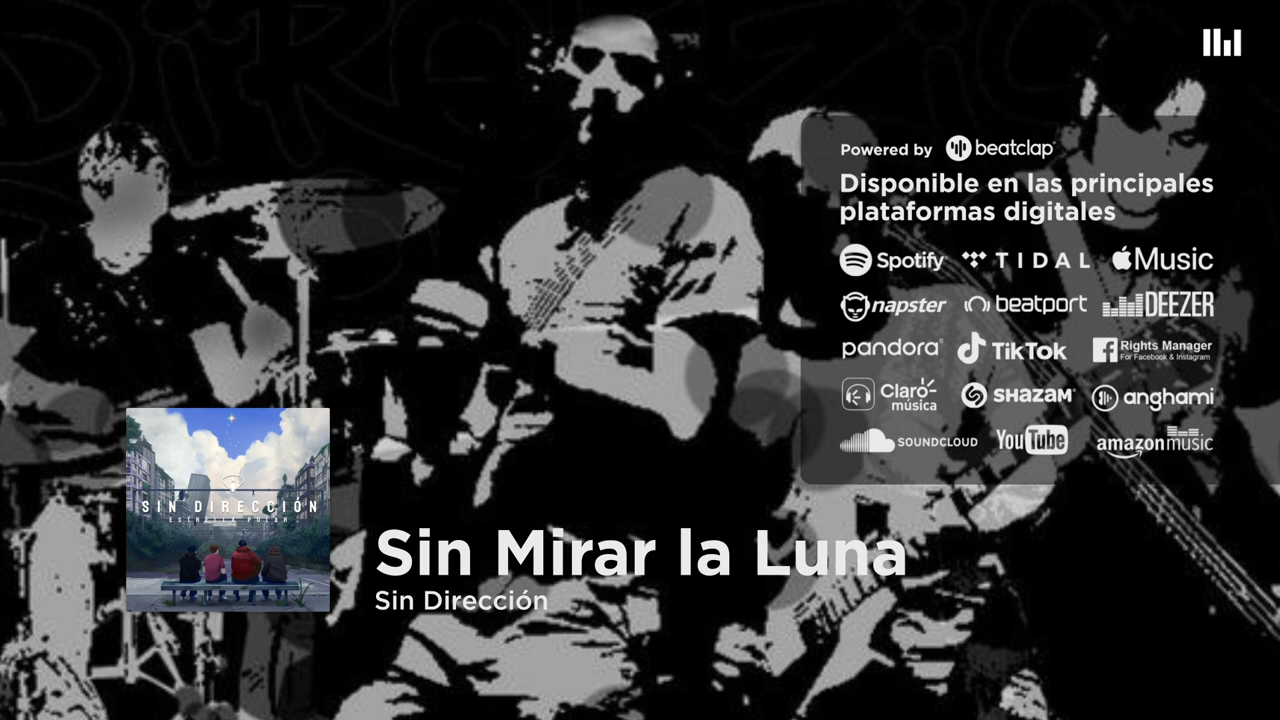 Powered by beatclap
Disponible en las principales
plataformas digitales
Spotify TIDAL Music
napster beatport DEEZER
pandora TikTok Rights Manager
For Facebook & Instagram
Claro música SHAZAM anghami
SOUNDCLOUD YouTube amazon music
SIN DIRECCIÓN
ESTRELLA POLAR
Sin Mirar la Luna
Sin Dirección